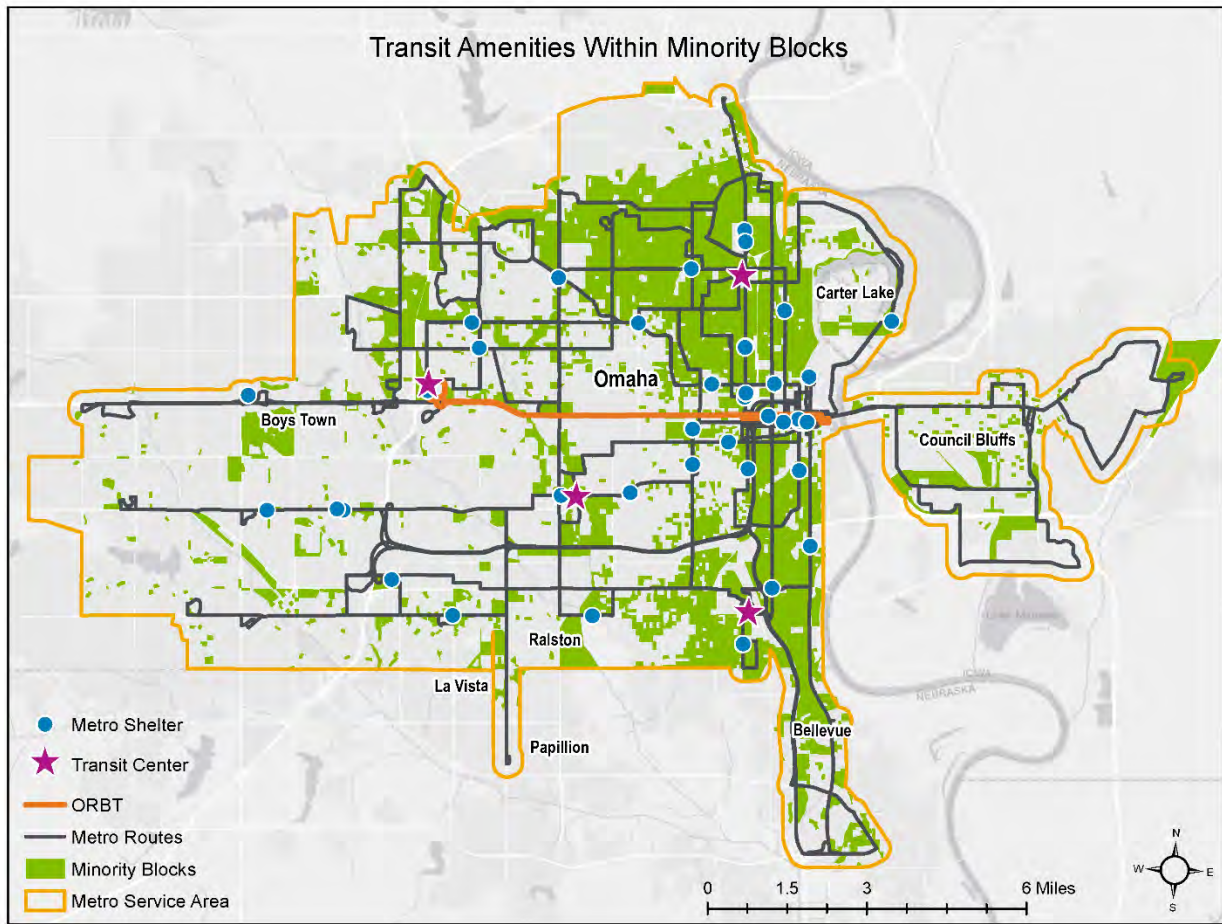 Transit Amenities Within Minority Blocks
IOWA
NEBRASKA
Carter Lake
Omaha
Boys Town
Council Bluffs
Ralston
La Vista
IOWA
NEBRASKA
Bellevue
Papillion
Metro Shelter
Transit Center
ORBT
Metro Routes
Minority Blocks
Metro Service Area
0 1.5 3 6 Miles
N
W E
S